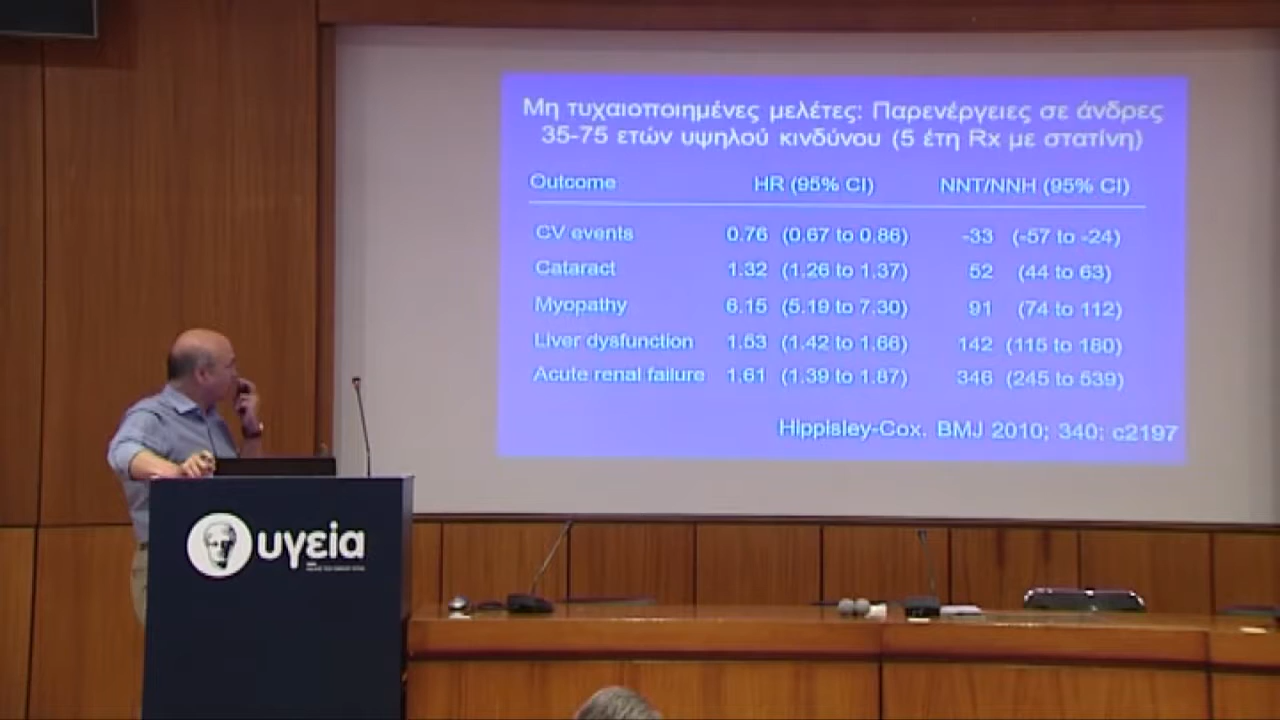 Μη τυχαιοποιημένες μελέτες: Παρενέργειες σε άνδρες
35-75 ετών υψηλού κινδύνου (5 έτη Rx με στατίνη)
Outcome HR (95% CI) NNT/NNH (95% CI)
CV events 0.76 (0.67 to 0.86) -33 (-57 to -24)
Cataract 1.32 (1.26 to 1.37) 52 (44 to 63)
Myopathy 6.15 (5.19 to 7.30) 91 (74 to 112)
Liver dysfunction 1.53 (1.42 to 1.66) 142 (115 to 180)
Acute renal failure 1.61 (1.39 to 1.87) 346 (245 to 539)
Hippisley-Cox. BMJ 2010; 340: c2197
υγεία